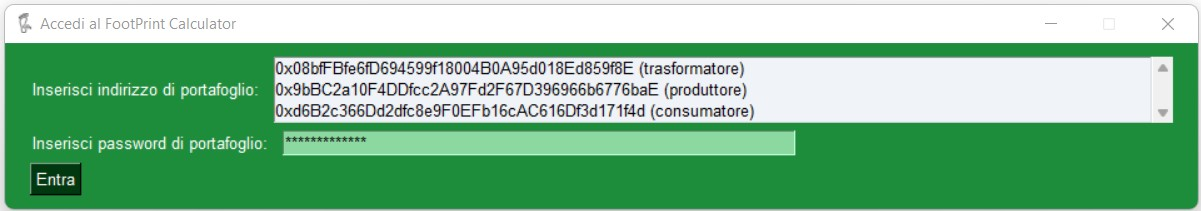 Accedi al FootPrint Calculator
Inserisci indirizzo di portafoglio:
0x08bfFBfe6fD694599f18004B0A95d018Ed859f8E (trasformatore)
0x9bBC2a10F4DDfcc2A97Fd2F67D396966b6776baE (produttore)
0xd6B2c366Dd2dfc8e9F0EFb16cAC616Df3d171f4d (consumatore)
Inserisci password di portafoglio:
*************
Entra